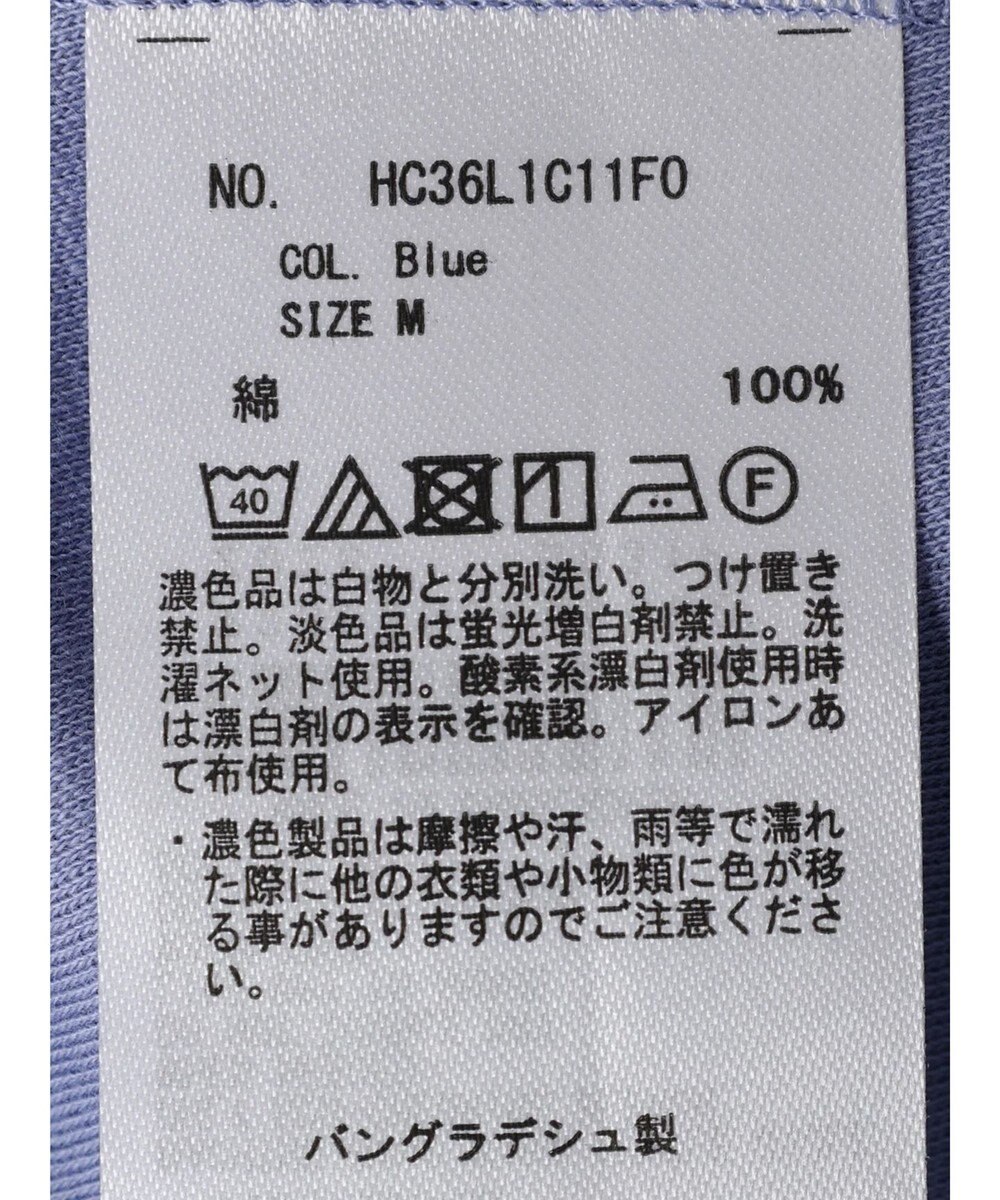 NO. HC36L1C11F0
COL. Blue
SIZE M
綿 100%
40 F
濃色品は白物と分別洗い。つけ置き
禁止。淡色品は蛍光増白剤禁止。洗
濯ネット使用。酸素系漂白剤使用時
は漂白剤の表示を確認。アイロンあ
て布使用。
・濃色製品は摩擦や汗、雨等で濡れ
た際に他の衣類や小物類に色が移
る事がありますのでご注意くださ
い。
バングラデシュ製